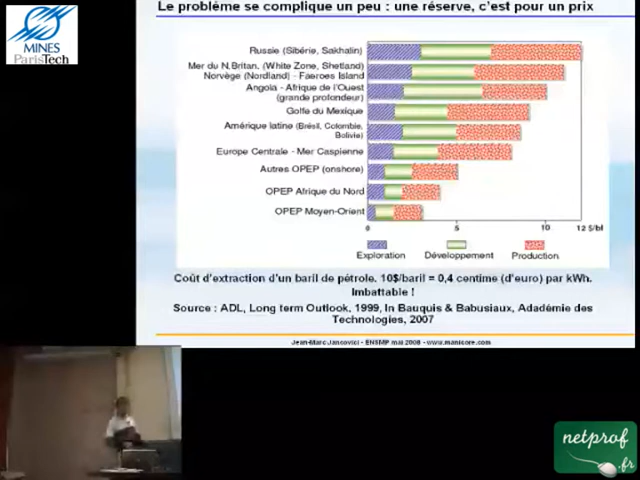 Le problème se complique un peu : une réserve, c'est pour un prix
MINES
ParisTech
Russie (Sibérie, Sakhalin)
Mer du N.Britan. (White Zone, Shetland)
Norvège (Nordland) - Faeroes Island
Angola - Afrique de l'Ouest
(grande profondeur)
Golfe du Mexique
Amérique latine (Brésil, Colombie,
Bolivie)
Europe Centrale - Mer Caspienne
Autres OPEP (onshore)
OPEP Afrique du Nord
OPEP Moyen-Orient
0 5 10 12 $/bl
Exploration Développement Production
Coût d'extraction d'un baril de pétrole. 10$/baril = 0,4 centime (d'euro) par kWh.
Imbattable !
Source : ADL, Long term Outlook, 1999, In Bauquis & Babusiaux, Adadémie des
Technologies, 2007
Jean-Marc Jancovici - ENSMP mai 2008 - www.manicore.com
netprof
.fr